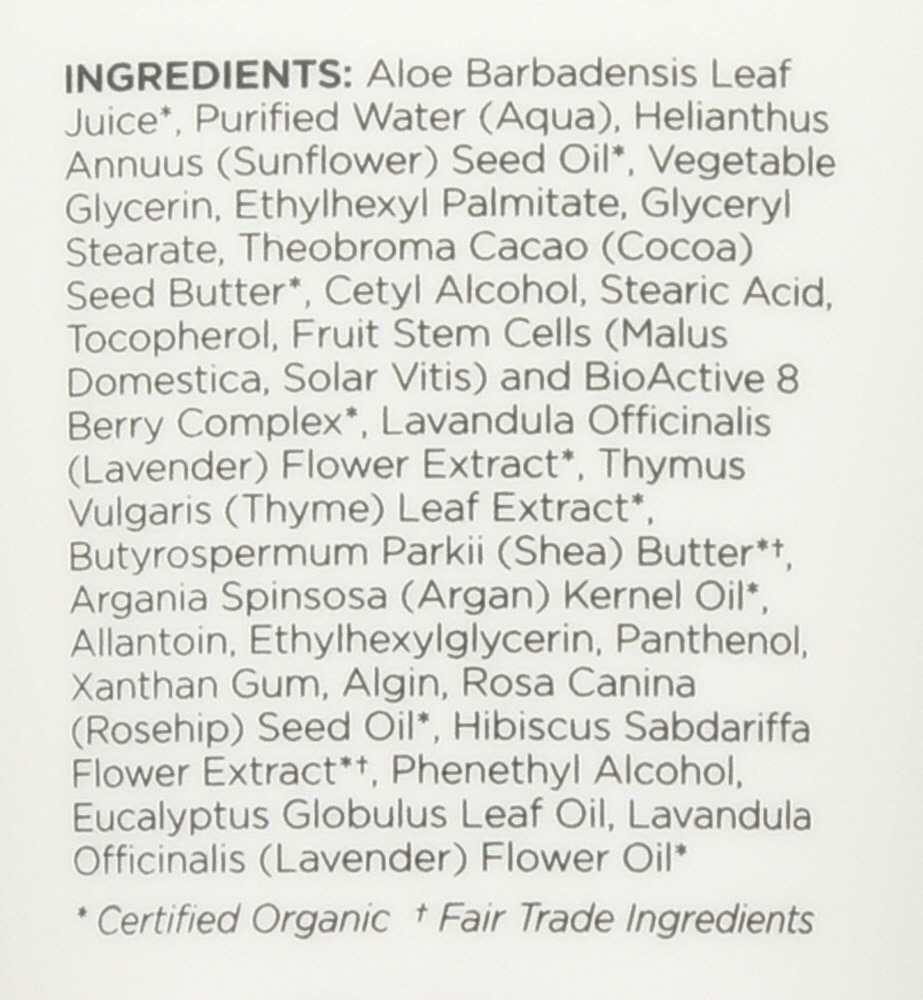 INGREDIENTS: Aloe Barbadensis Leaf
Juice*, Purified Water (Aqua), Helianthus
Annuus (Sunflower) Seed Oil*, Vegetable
Glycerin, Ethylhexyl Palmitate, Glyceryl
Stearate, Theobroma Cacao (Cocoa)
Seed Butter*, Cetyl Alcohol, Stearic Acid,
Tocopherol, Fruit Stem Cells (Malus
Domestica, Solar Vitis) and BioActive 8
Berry Complex*, Lavandula Officinalis
(Lavender) Flower Extract*, Thymus
Vulgaris (Thyme) Leaf Extract*,
Butyrospermum Parkii (Shea) Butter*†,
Argania Spinsosa (Argan) Kernel Oil*,
Allantoin, Ethylhexylglycerin, Panthenol,
Xanthan Gum, Algin, Rosa Canina
(Rosehip) Seed Oil*, Hibiscus Sabdariffa
Flower Extract*†, Phenethyl Alcohol,
Eucalyptus Globulus Leaf Oil, Lavandula
Officinalis (Lavender) Flower Oil*
* Certified Organic † Fair Trade Ingredients